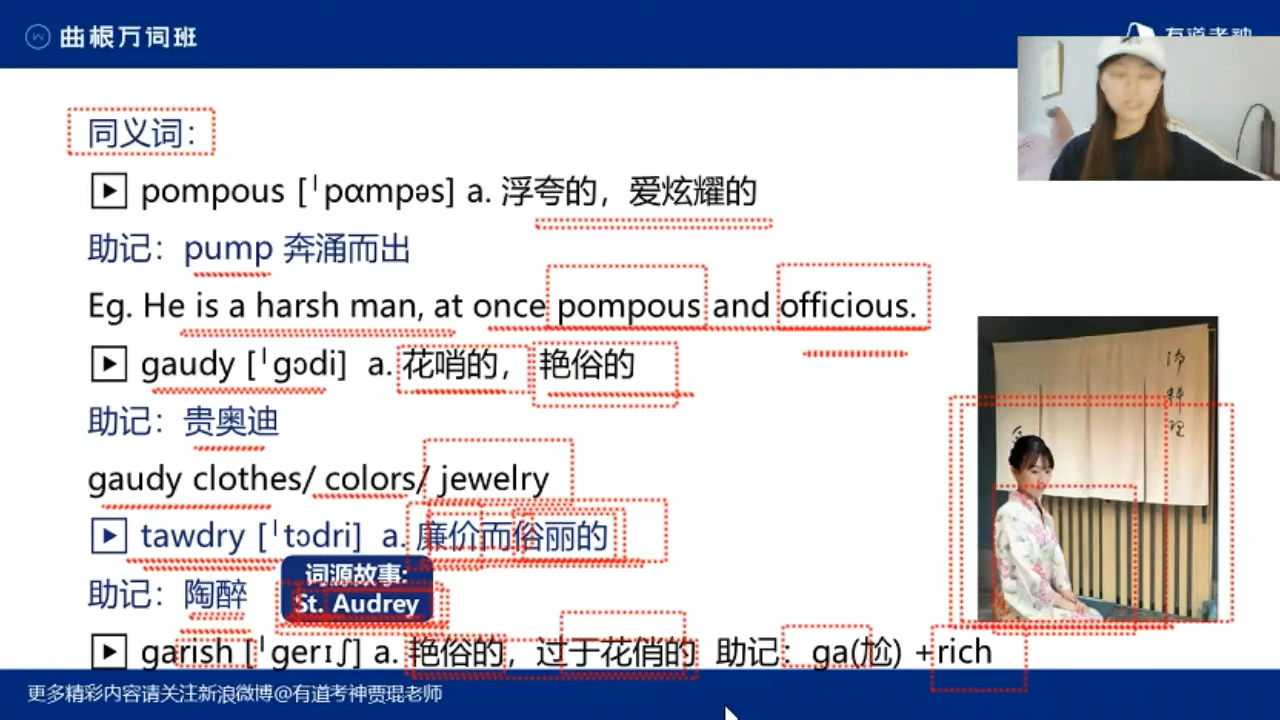 曲根万词班
有道考神
同义词：
pompous [ˈpɑmpəs] a. 浮夸的，爱炫耀的
助记：pump 奔涌而出
Eg. He is a harsh man, at once pompous and officious.
gaudy [ˈgɔdi] a. 花哨的，艳俗的
助记：贵奥迪
gaudy clothes/ colors/ jewelry
tawdry [ˈtɔdri] a. 廉价而俗丽的
助记：陶醉
词源故事:
St. Audrey
garish [ˈgerɪʃ] a. 艳俗的，过于花俏的 助记：ga(尬) +rich
御料理
更多精彩内容请关注新浪微博@有道考神贾琨老师